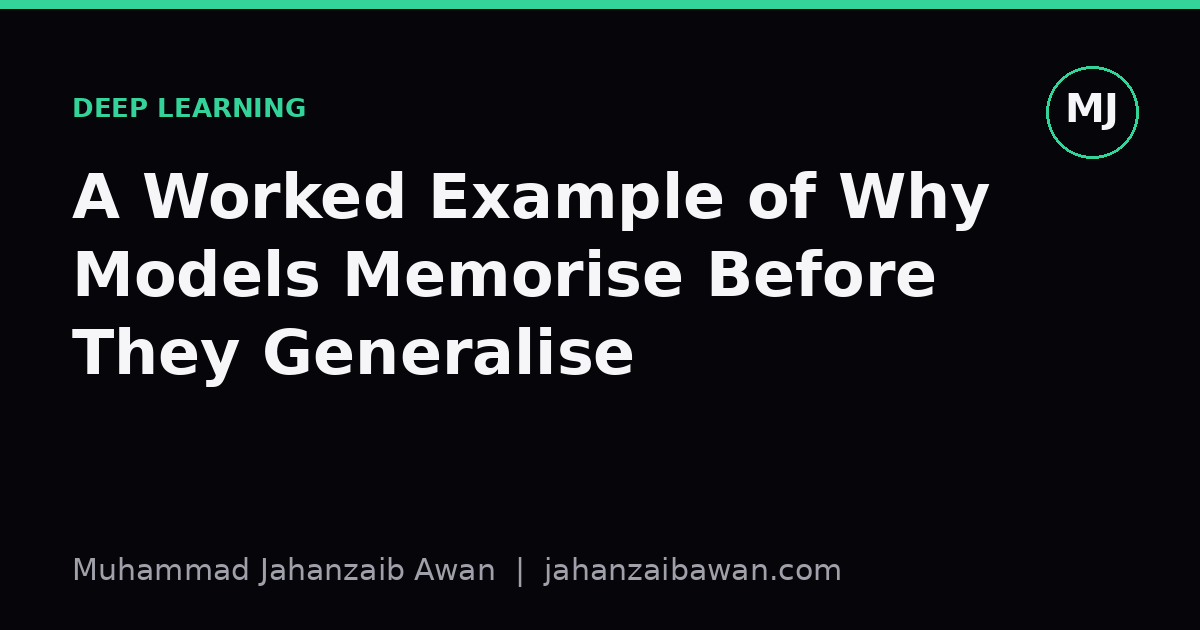 DEEP LEARNING
MJ
A Worked Example of Why
Models Memorise Before
They Generalise
Muhammad Jahanzaib Awan | jahanzaibawan.com